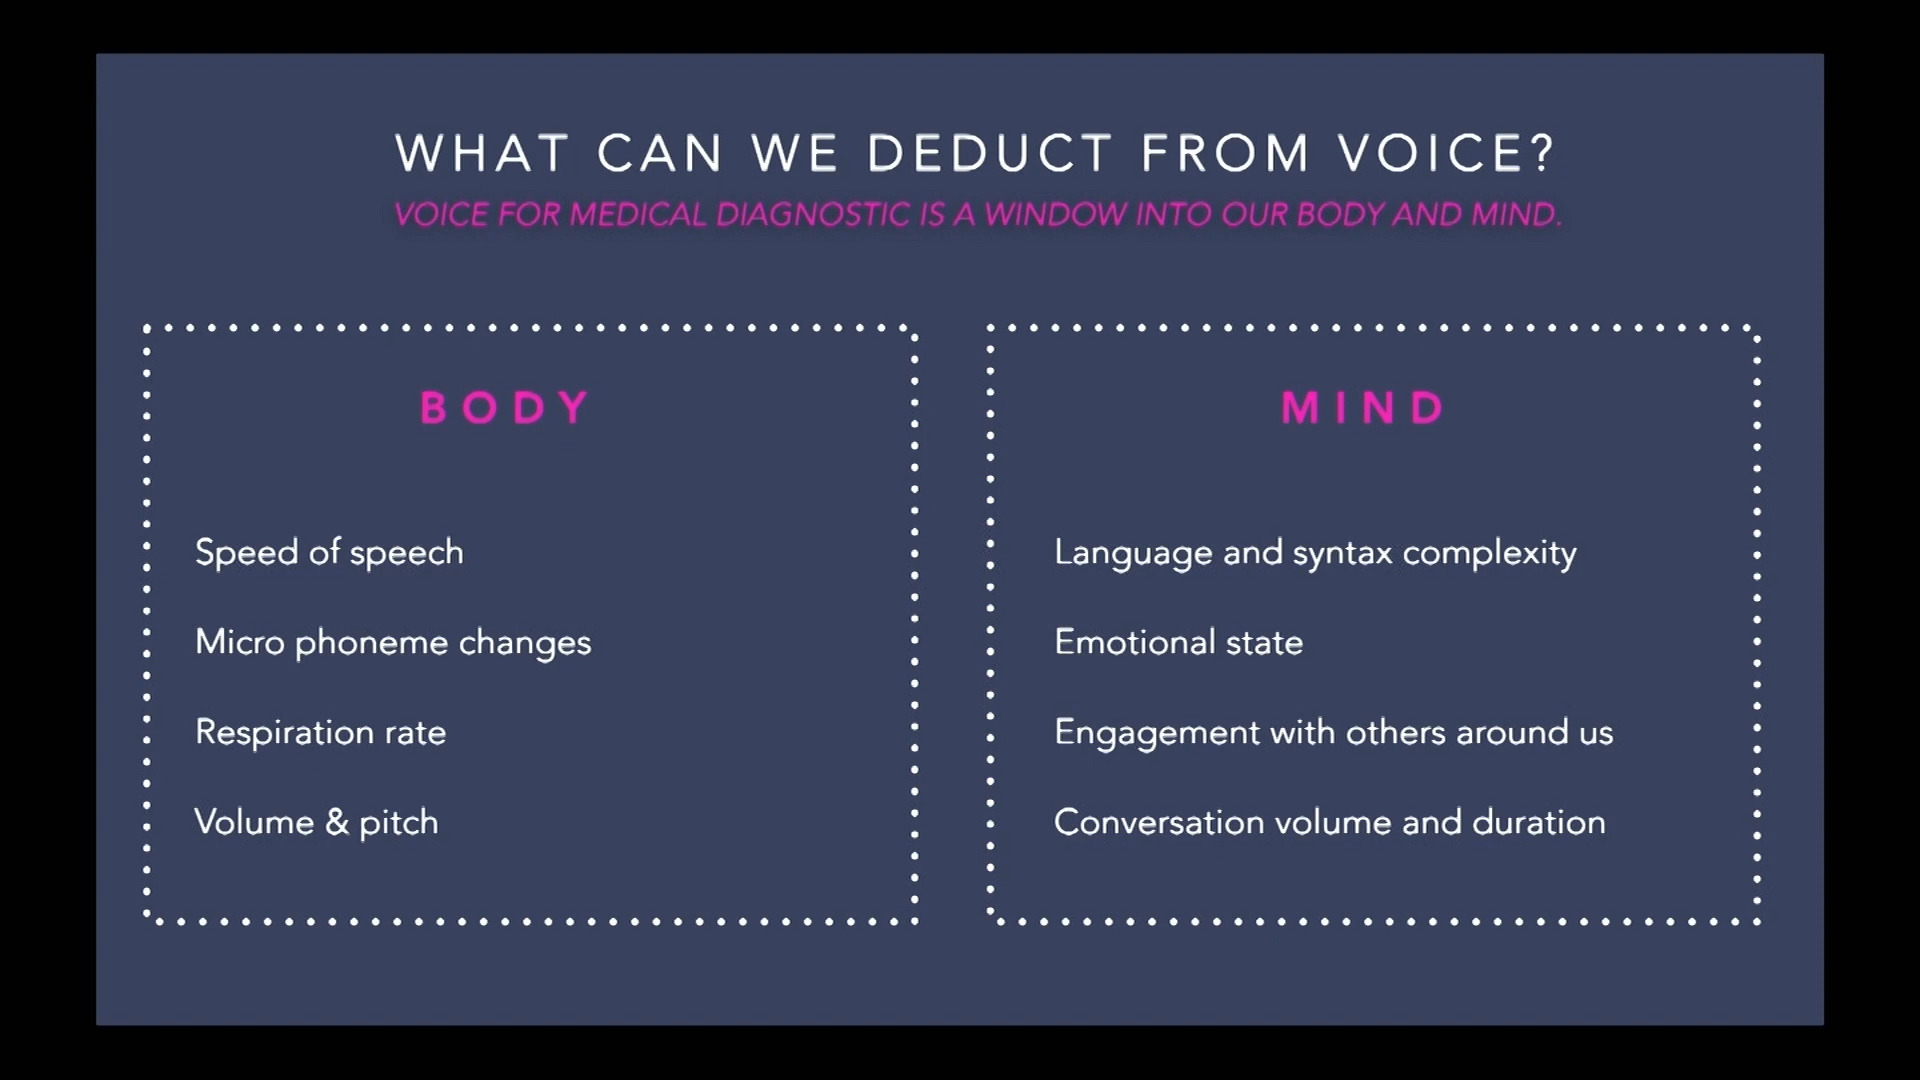 WHAT CAN WE DEDUCT FROM VOICE?
VOICE FOR MEDICAL DIAGNOSTIC IS A WINDOW INTO OUR BODY AND MIND.
BODY
Speed of speech
Micro phoneme changes
Respiration rate
Volume & pitch
MIND
Language and syntax complexity
Emotional state
Engagement with others around us
Conversation volume and duration